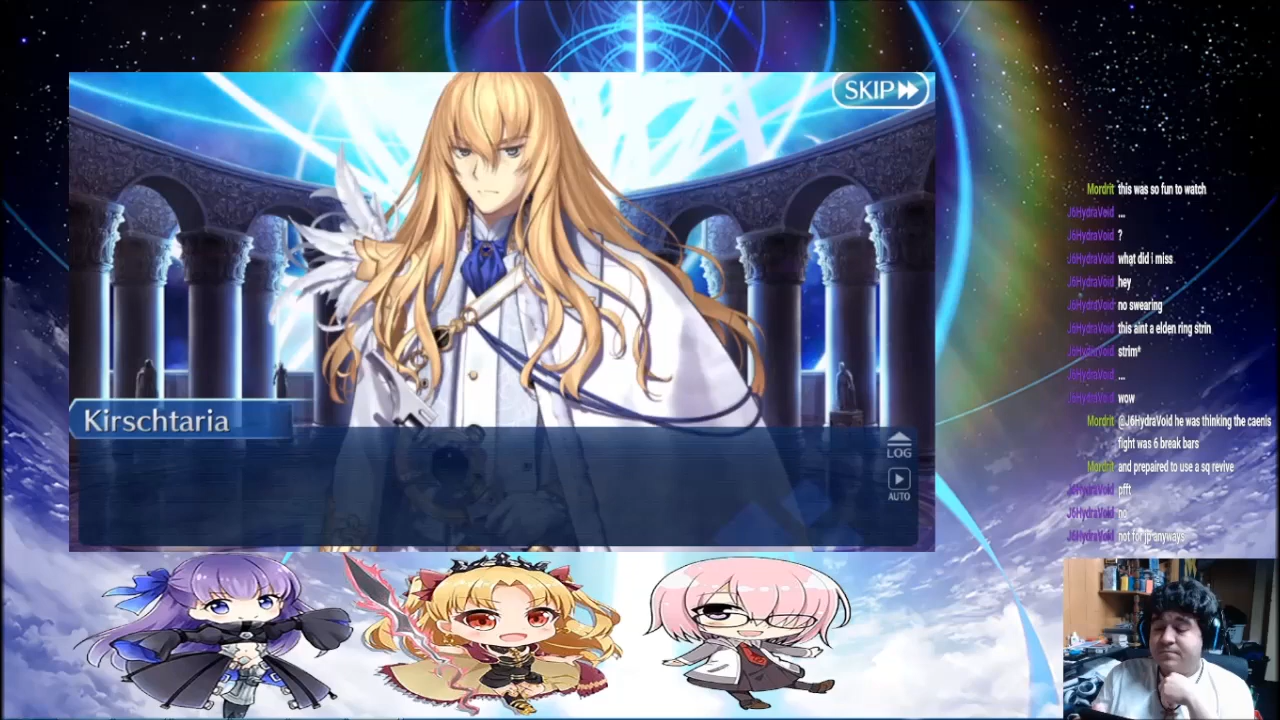 SKIP
Kirschtaria
LOG
AUTO
Mordrit this was so fun to watch
J6HydraVoid ...
J6HydraVoid ?
J6HydraVoid what did i miss
J6HydraVoid hey
J6HydraVoid no swearing
J6HydraVoid this aint a elden ring strin
J6HydraVoid strim*
J6HydraVoid ...
J6HydraVoid wow
Mordrit @J6HydraVoid he was thinking the caenis
fight was 6 break bars
Mordrit and prepaired to use a sq revive
J6HydraVoid pfft
J6HydraVoid no
J6HydraVoid not for jp anyways